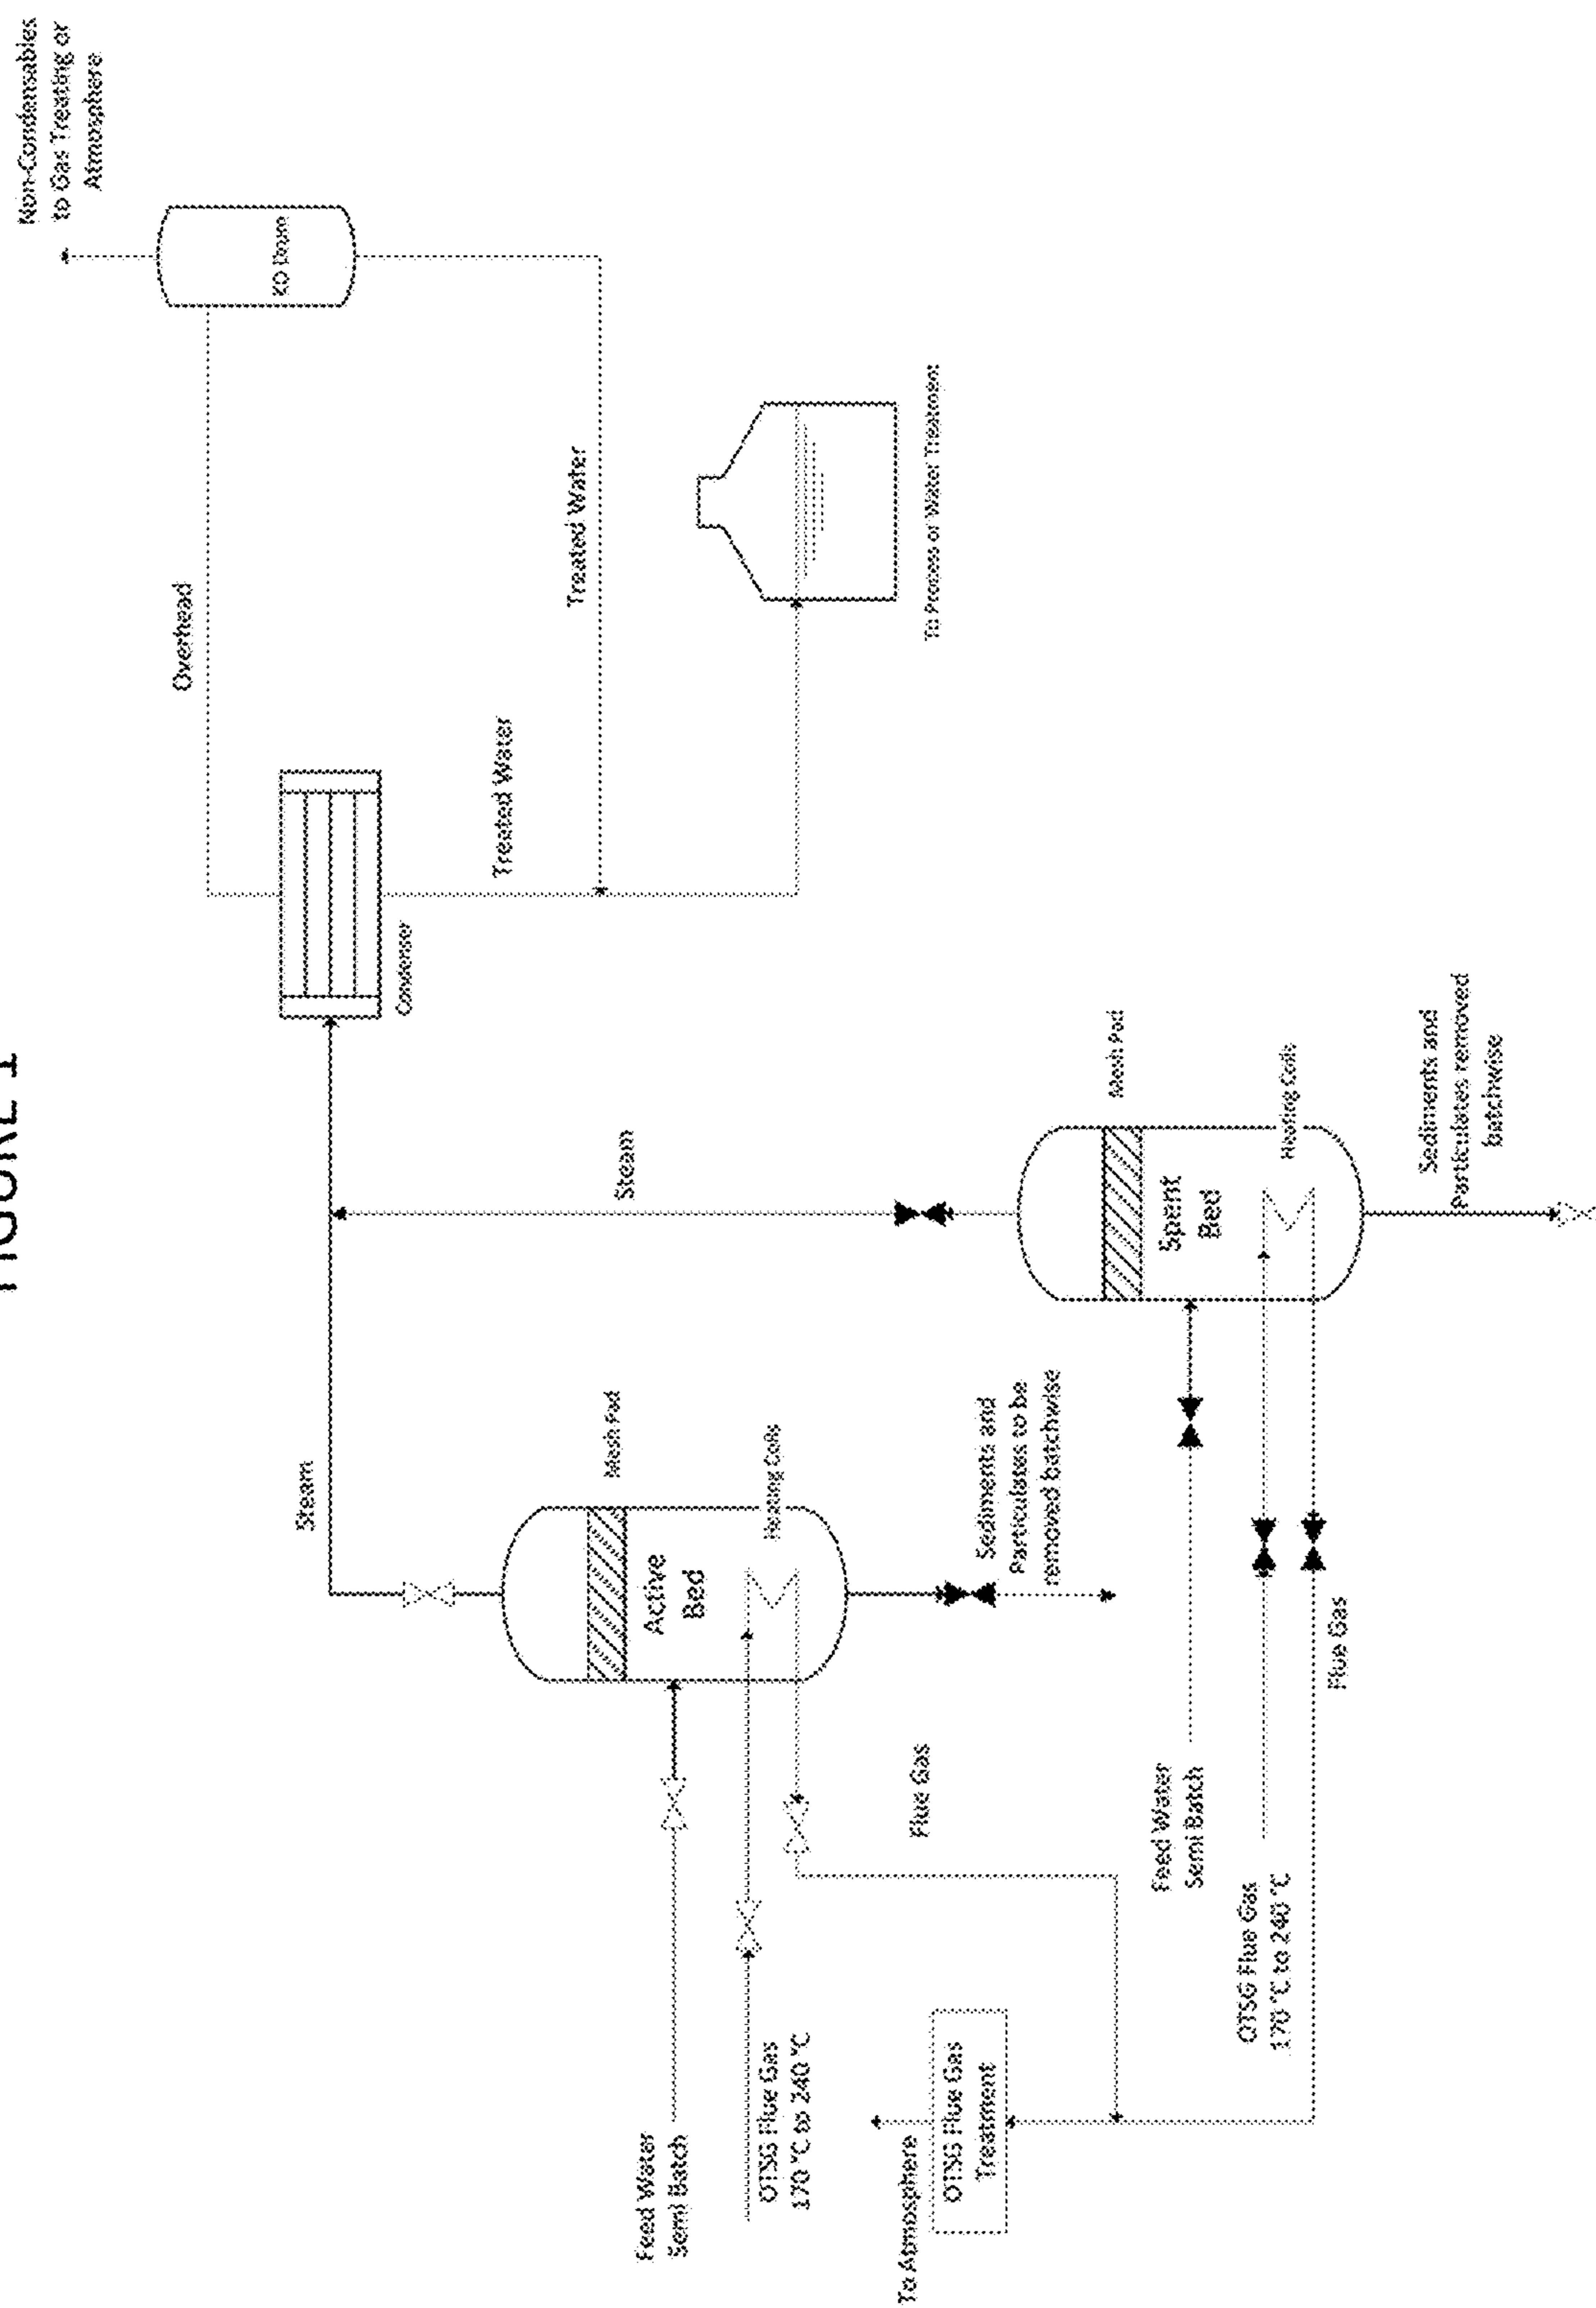 FIGURE 1
Non-Condensables
to Gas Treating or
Atmosphere
KO Drum
Overhead
Treated Water
Treated Water
To Process or Water Treatment
Condenser
Steam
Steam
Mesh Pad
Active
Bed
Heating Coils
Sediments and
Particulates to be
removed batchwise
Feed Water
Semi Batch
OTSG Flue Gas
170 °C to 240 °C
Flue Gas
To Atmosphere
OTSG Flue Gas
Treatment
Mesh Pad
Spent
Bed
Heating Coils
Sediments and
Particulates removed
batchwise
Feed Water
Semi Batch
OTSG Flue Gas
170 °C to 240 °C
Flue Gas